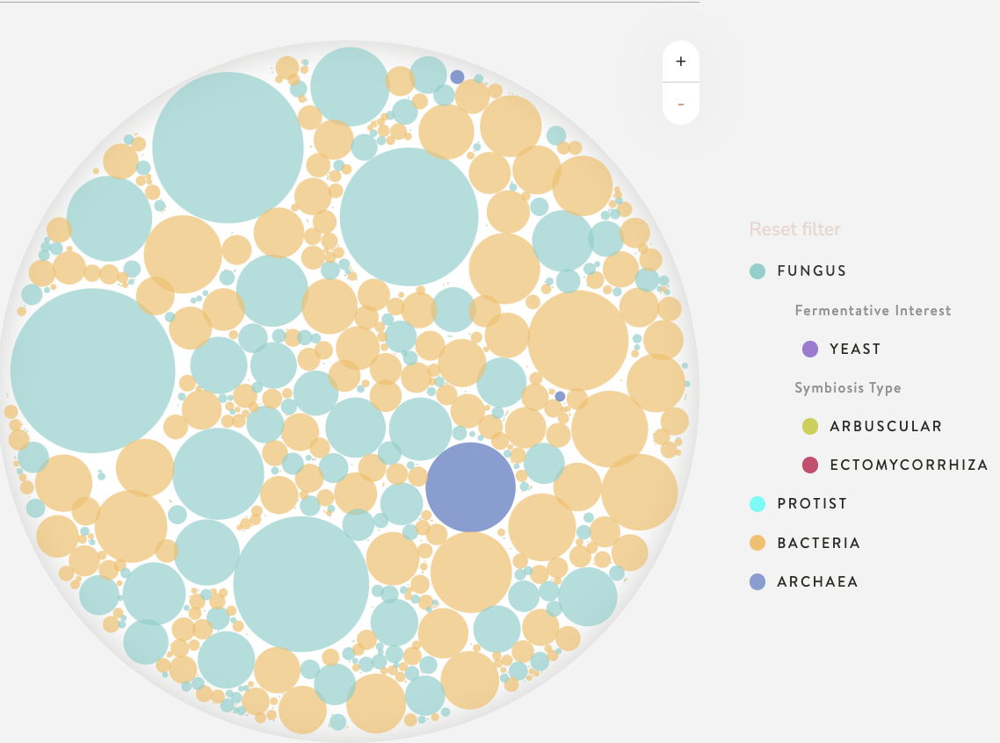 +
-
Reset filter
FUNGUS
Fermentative Interest
YEAST
Symbiosis Type
ARBUSCULAR
ECTOMYCORRHIZA
PROTIST
BACTERIA
ARCHAEA